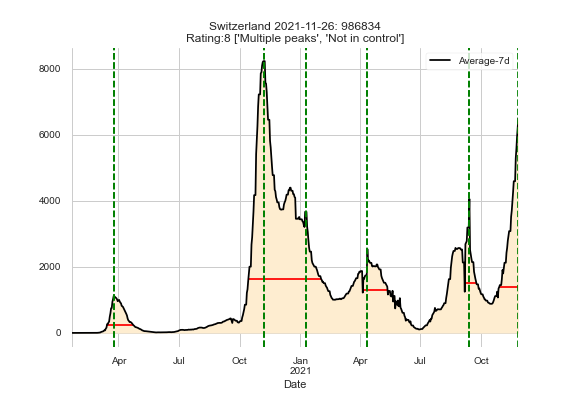 Switzerland 2021-11-26: 986834
Rating:8 ['Multiple peaks', 'Not in control']
Average-7d
8000
6000
4000
2000
0
Apr Jul Oct Jan Apr Jul Oct
2021
Date